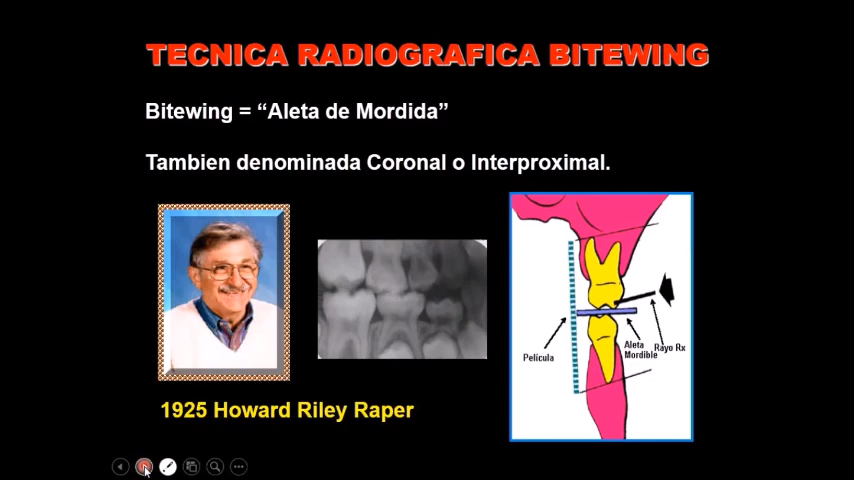 TECNICA RADIOGRAFICA BITEWING
Bitewing = “Aleta de Mordida”
Tambien denominada Coronal o Interproximal.
Película
Aleta
Mordible
Rayo Rx
1925 Howard Riley Raper